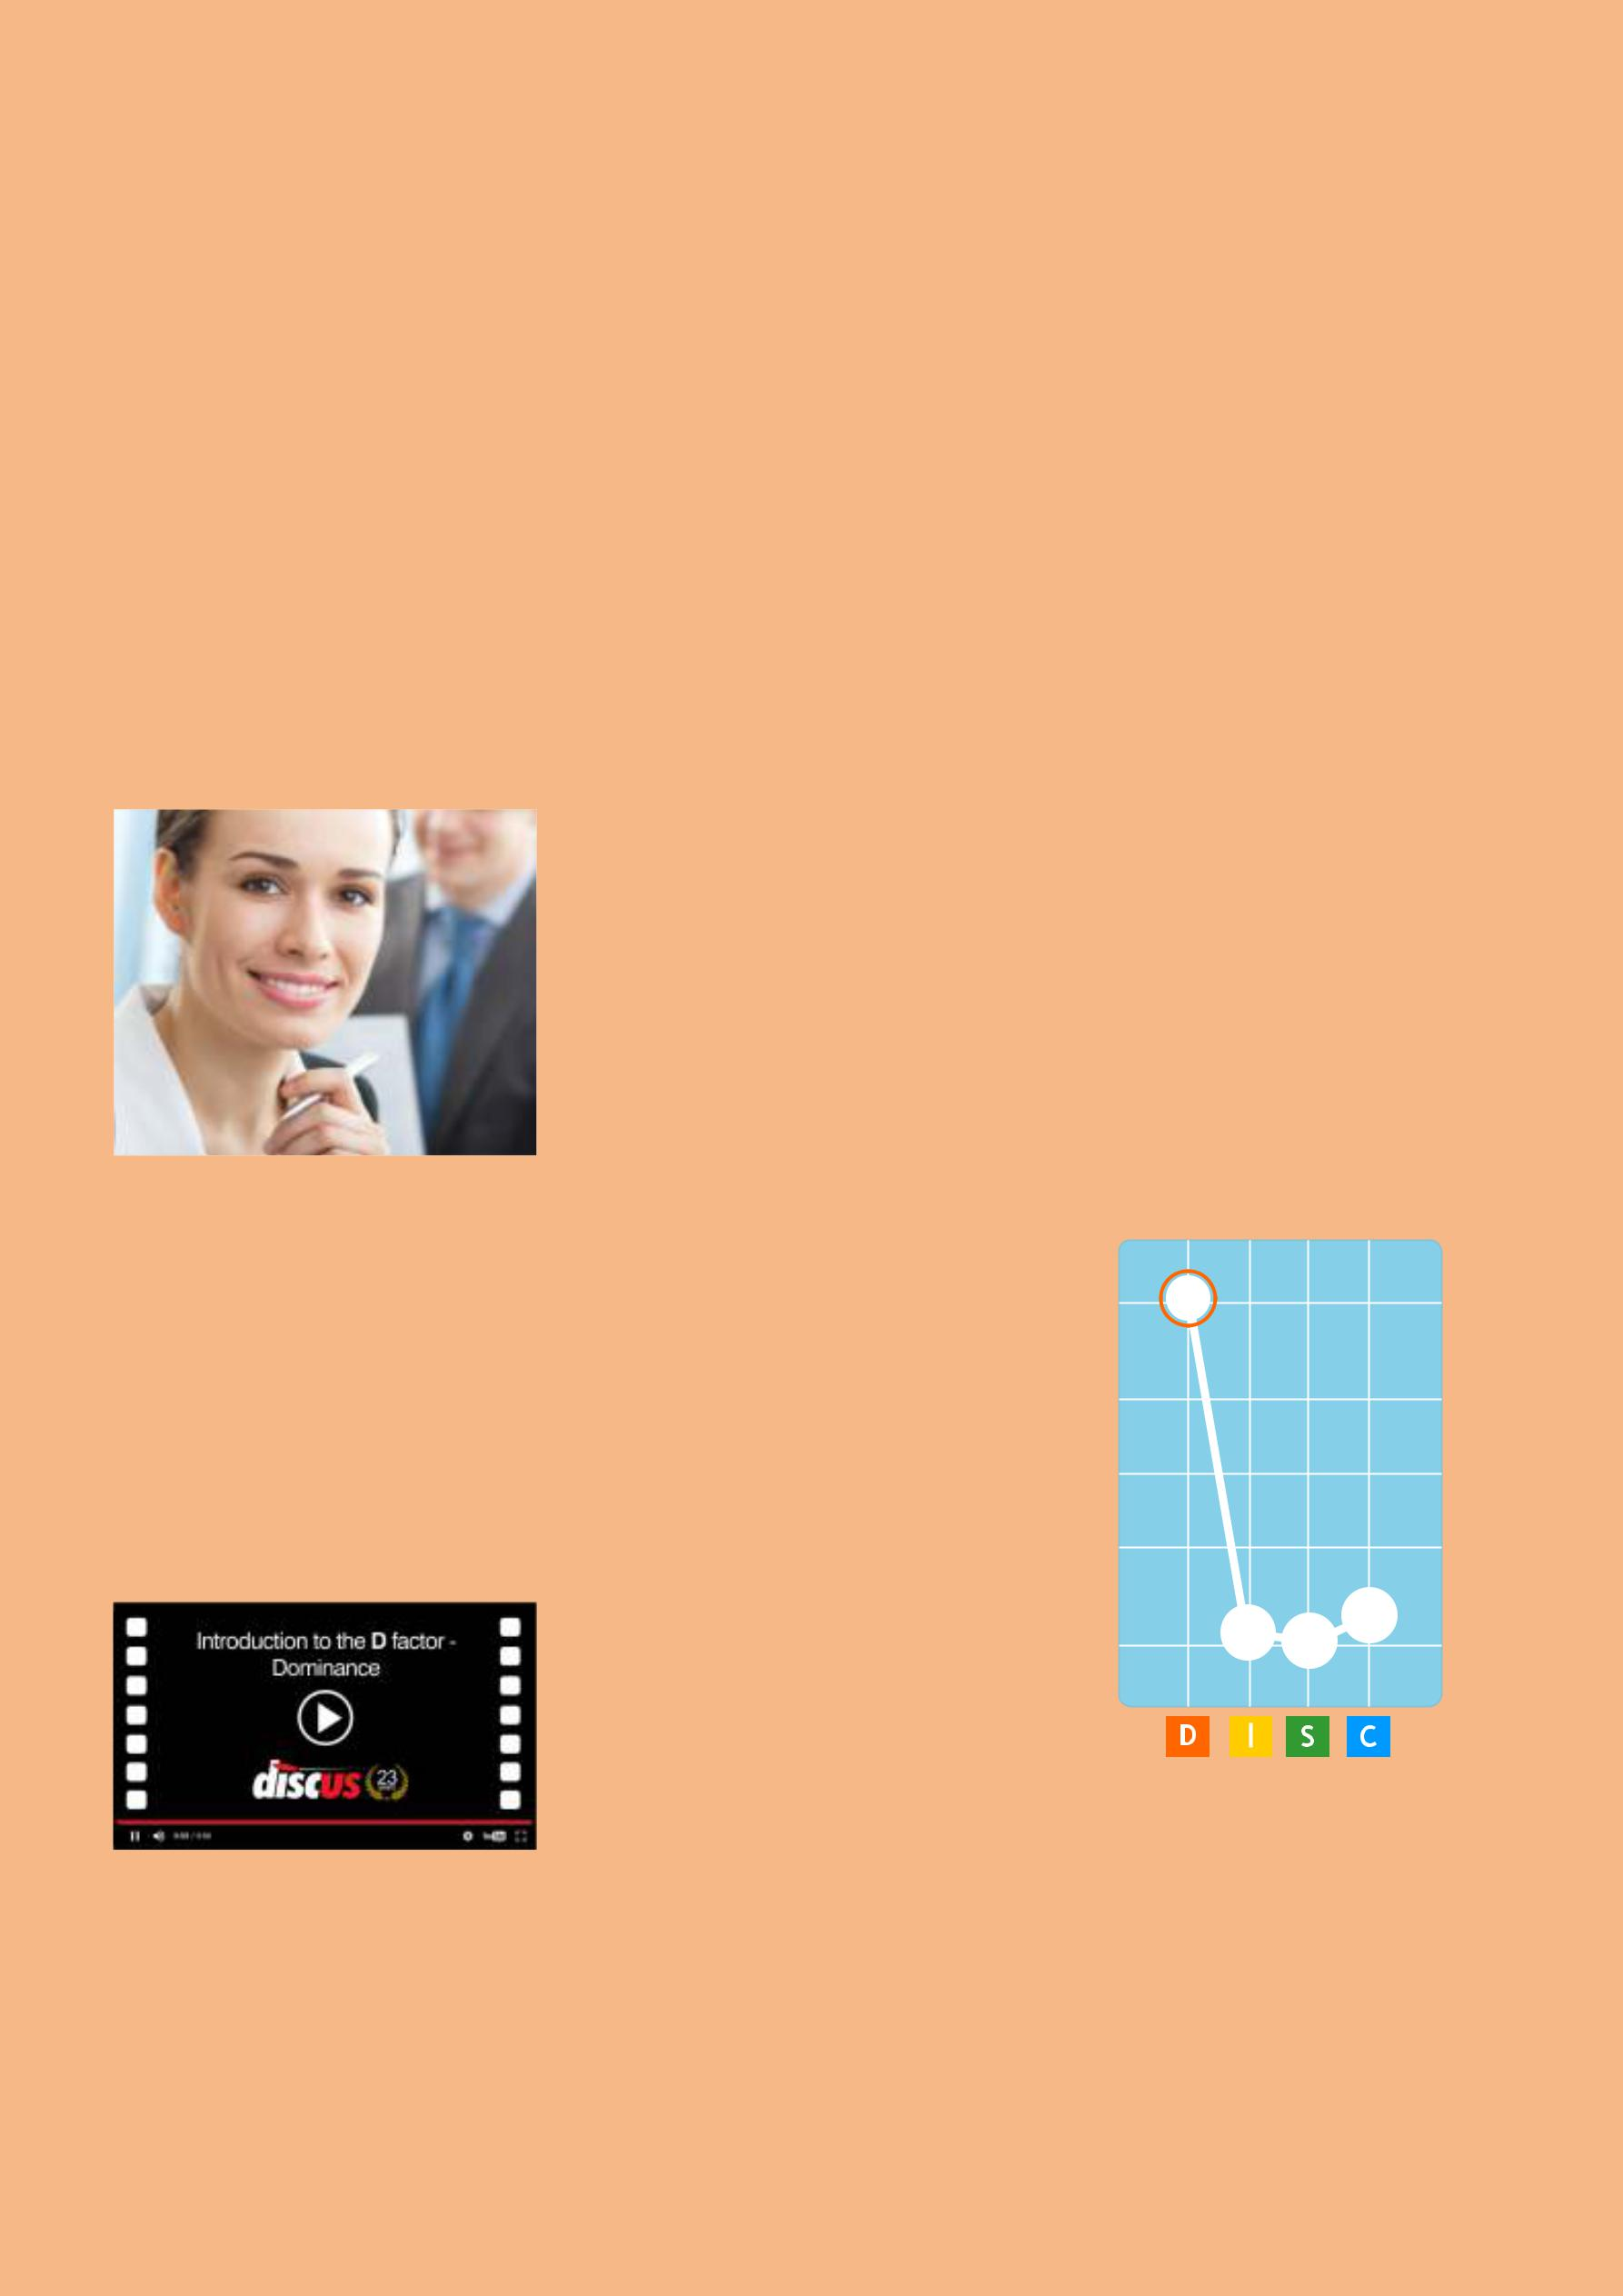 Introduction to the D factor -
Dominance
discus 23
D I S C